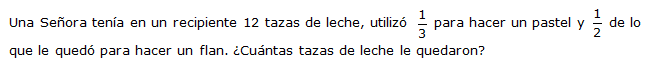 Una Señora tenía en un recipiente 12 tazas de leche, utilizó 1/3 para hacer un pastel y 1/2 de lo
que le quedó para hacer un flan. ¿Cuántas tazas de leche le quedaron?